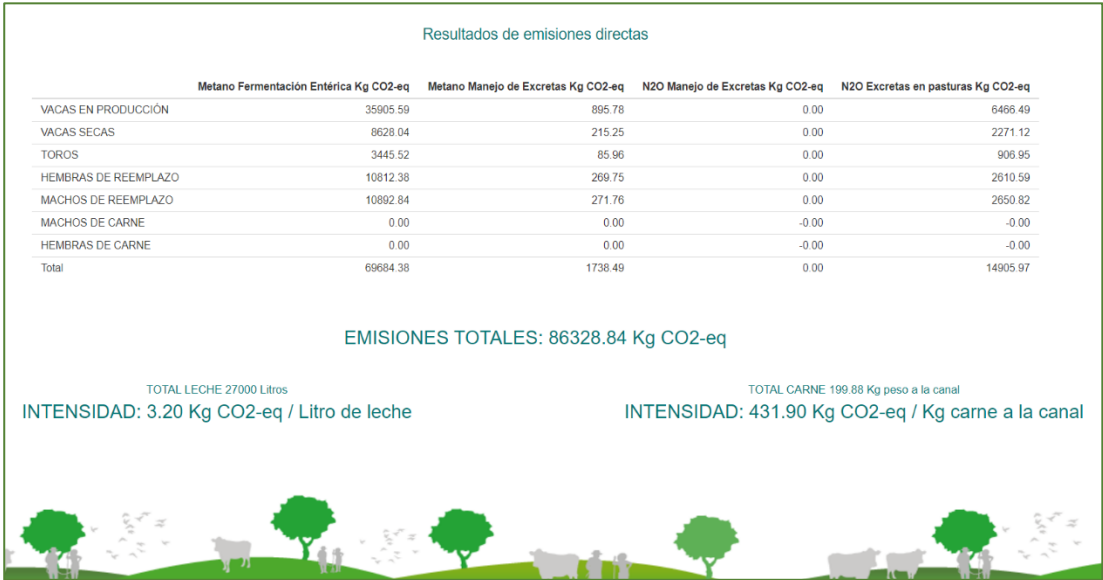 Resultados de emisiones directas
Metano Fermentación Entérica Kg CO2-eq Metano Manejo de Excretas Kg CO2-eq N2O Manejo de Excretas Kg CO2-eq N2O Excretas en pasturas Kg CO2-eq
VACAS EN PRODUCCIÓN 35905.59 895.78 0.00 6466.49
VACAS SECAS 8628.04 215.25 0.00 2271.12
TOROS 3445.52 85.96 0.00 906.95
HEMBRAS DE REEMPLAZO 10812.38 269.75 0.00 2610.59
MACHOS DE REEMPLAZO 10892.84 271.76 0.00 2650.82
MACHOS DE CARNE 0.00 0.00 -0.00 -0.00
HEMBRAS DE CARNE 0.00 0.00 -0.00 -0.00
Total 69684.38 1738.49 0.00 14905.97
EMISIONES TOTALES: 86328.84 Kg CO2-eq
TOTAL LECHE 27000 Litros
INTENSIDAD: 3.20 Kg CO2-eq / Litro de leche
TOTAL CARNE 199.88 Kg peso a la canal
INTENSIDAD: 431.90 Kg CO2-eq / Kg carne a la canal